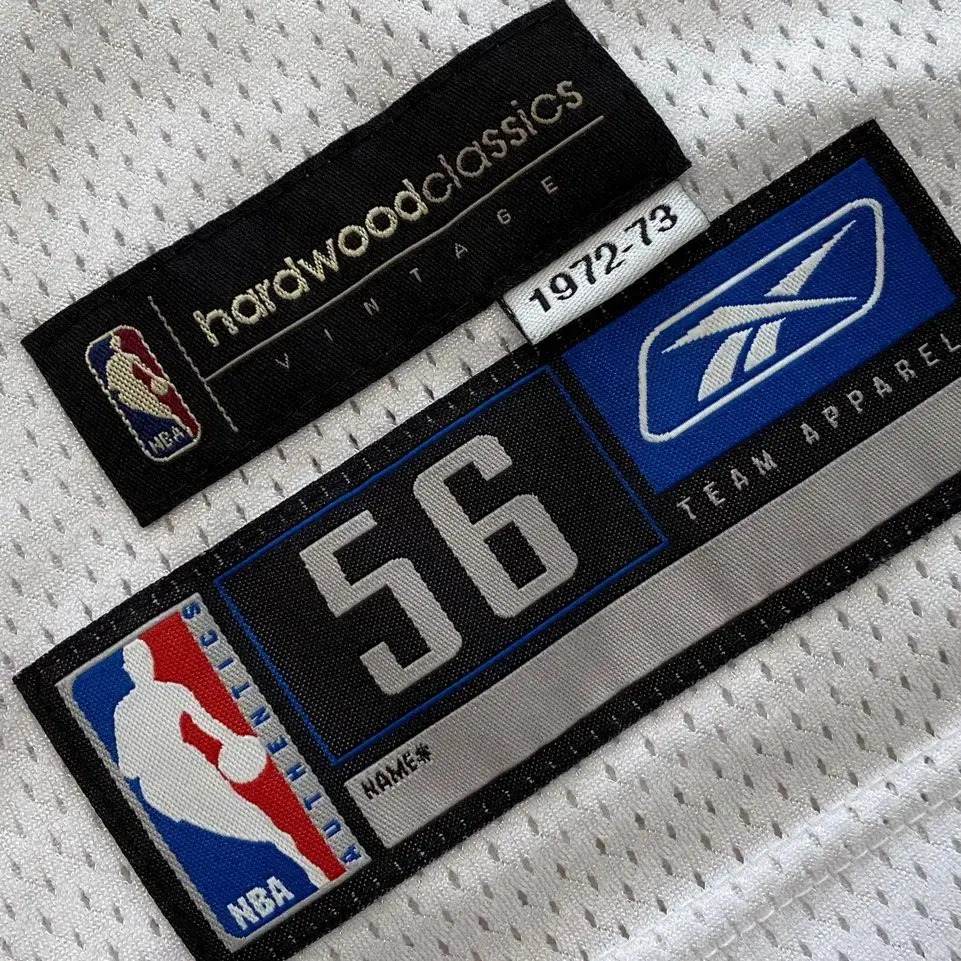 hardwoodclassics
VINTAGE
NBA
1972-73
TEAM APPAREL
56
NAME*
AUTHENTICS
NBA